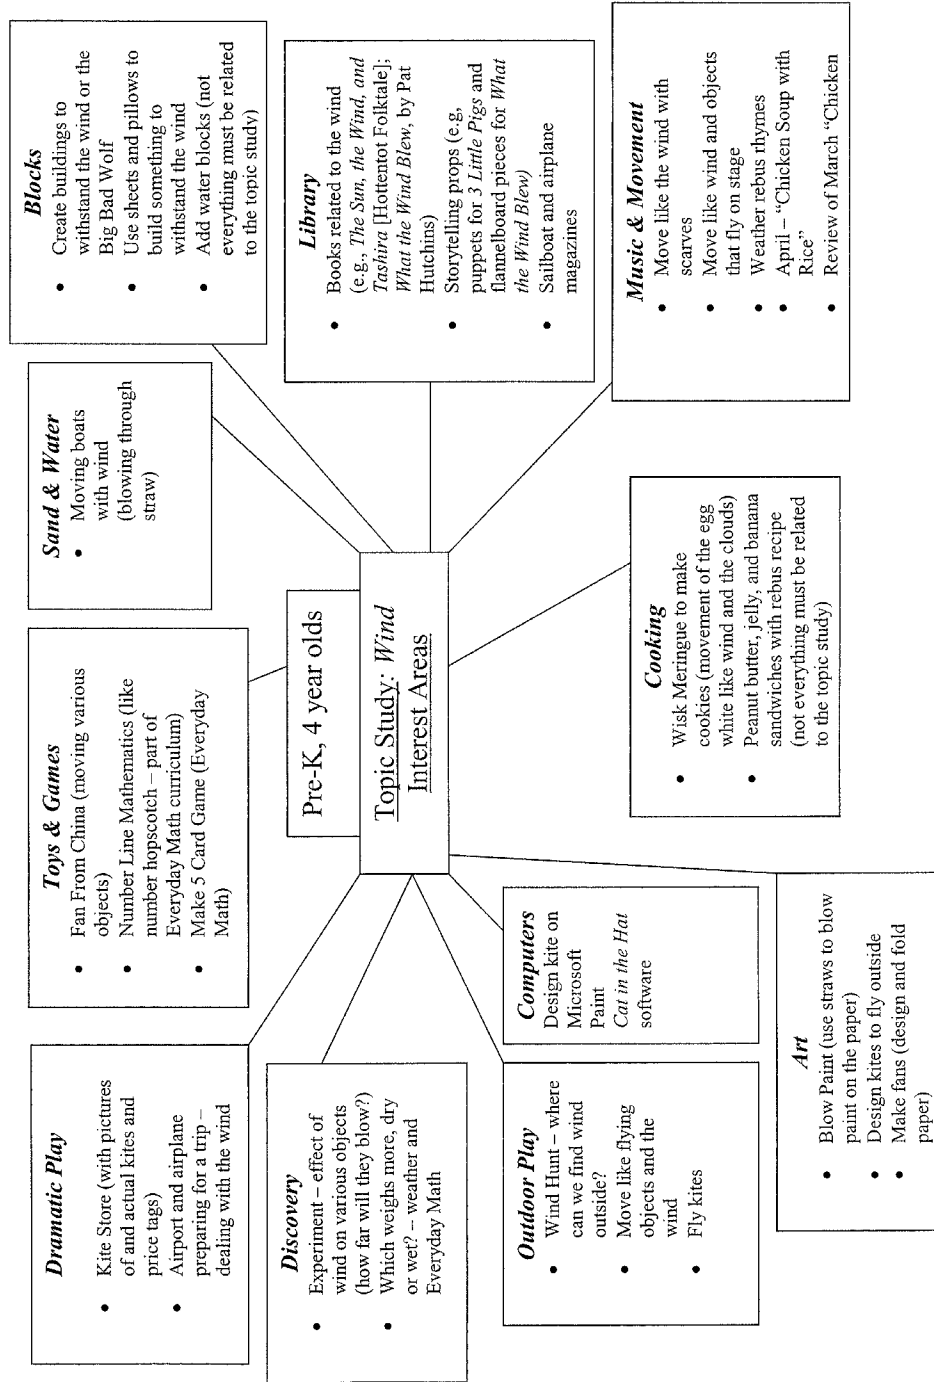 Dramatic Play
• Kite Store (with pictures
of and actual kites and
price tags)
• Airport and airplane
preparing for a trip –
dealing with the wind
Toys & Games
• Fan From China (moving various
objects)
• Number Line Mathematics (like
number hopscotch – part of
Everyday Math curriculum)
• Make 5 Card Game (Everyday
Math)
Sand & Water
• Moving boats
with wind
(blowing through
straw)
Blocks
• Create buildings to
withstand the wind or the
Big Bad Wolf
• Use sheets and pillows to
build something to
withstand the wind
• Add water blocks (not
everything must be related
to the topic study)
Discovery
• Experiment – effect of
wind on various objects
(how far will they blow?)
• Which weighs more, dry
or wet? – weather and
Everyday Math
Pre-K, 4 year olds
Topic Study: Wind
Interest Areas
Library
• Books related to the wind
(e.g., The Sun, the Wind, and
Tashira [Hottentot Folktale];
What the Wind Blew, by Pat
Hutchins)
• Storytelling props (e.g,
puppets for 3 Little Pigs and
flannelboard pieces for What
the Wind Blew)
• Sailboat and airplane
magazines
Outdoor Play
• Wind Hunt – where
can we find wind
outside?
• Move like flying
objects and the
wind
• Fly kites
Computers
Design kite on
Microsoft
Paint
Cat in the Hat
software
Cooking
• Wisk Meringue to make
cookies (movement of the egg
white like wind and the clouds)
• Peanut butter, jelly, and banana
sandwiches with rebus recipe
(not everything must be related
to the topic study)
Music & Movement
• Move like the wind with
scarves
• Move like wind and objects
that fly on stage
• Weather rebus rhymes
• April – “Chicken Soup with
Rice”
• Review of March “Chicken
Art
• Blow Paint (use straws to blow
paint on the paper)
• Design kites to fly outside
• Make fans (design and fold
paper)